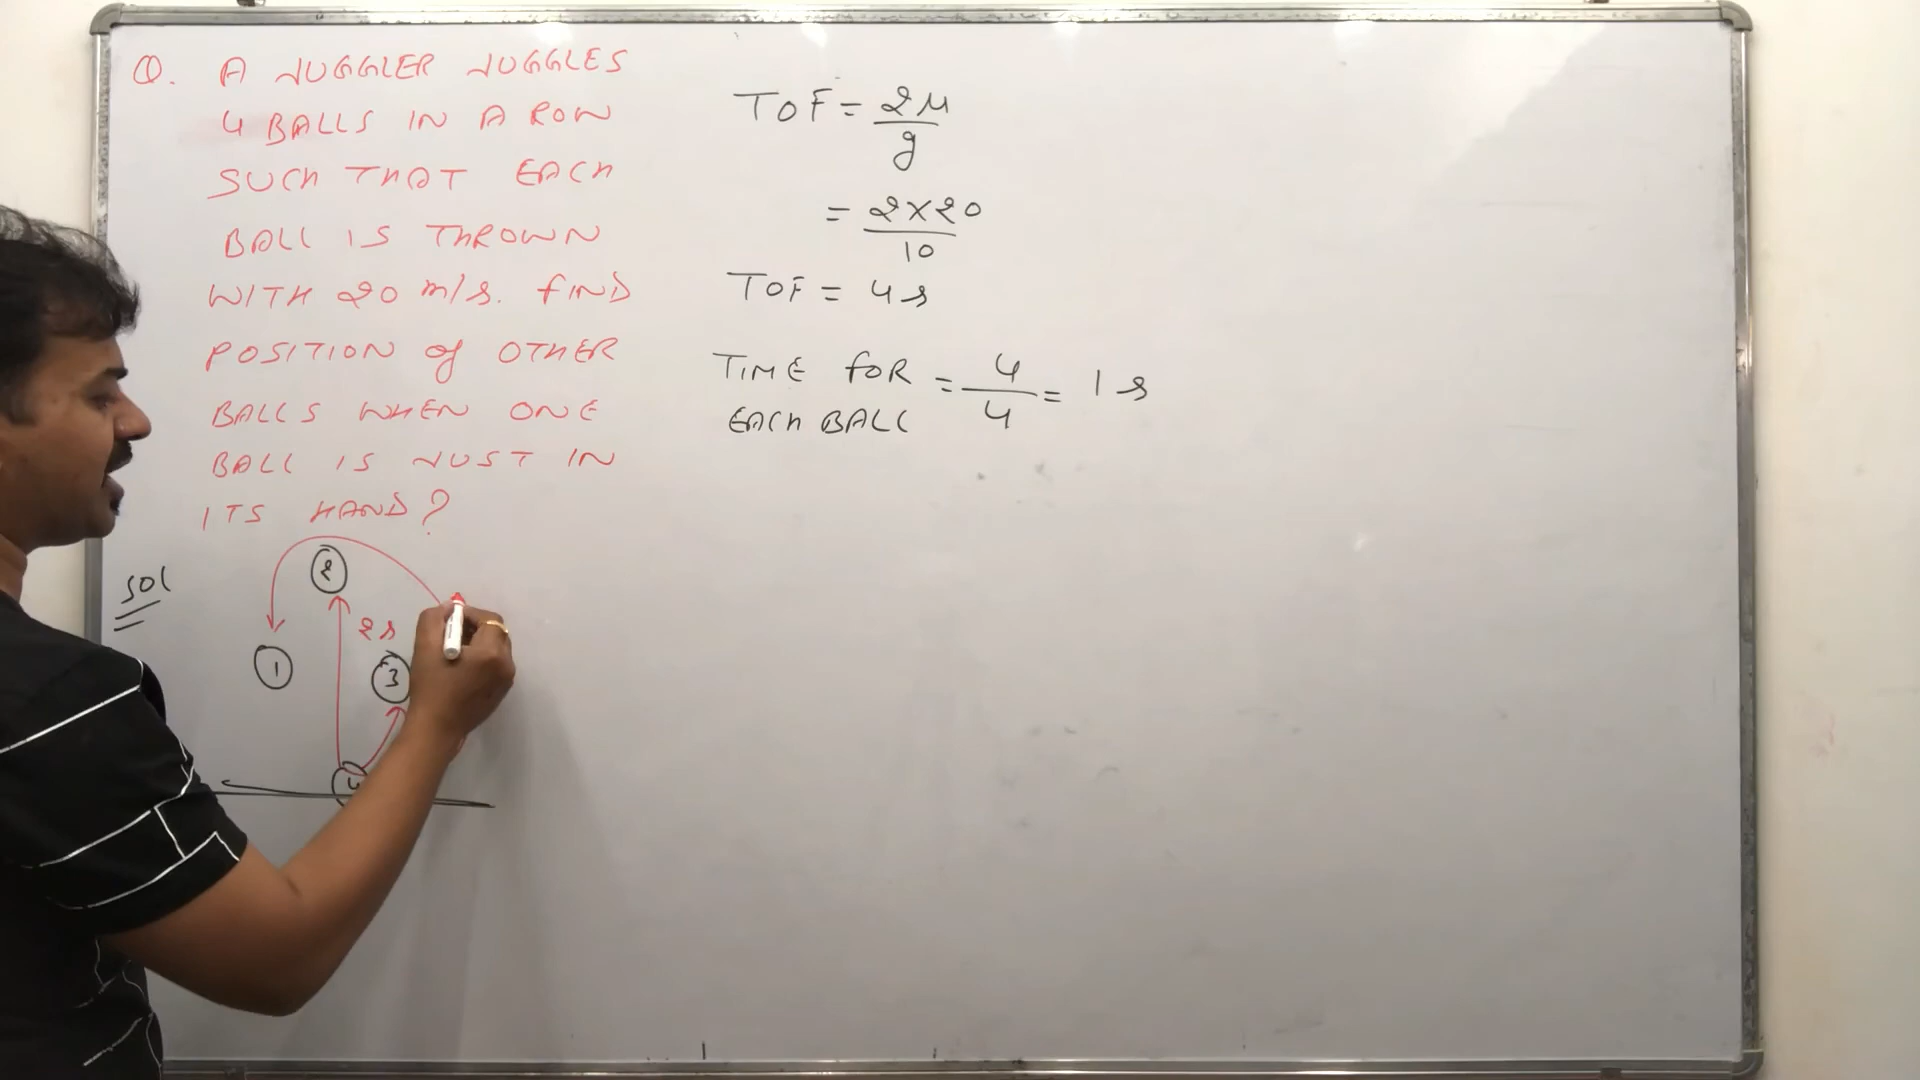 Q. A JUGGLER JUGGLES
4 BALLS IN A ROW
SUCH THAT EACH
BALL IS THROWN
WITH 20 m/s. FIND
POSITION of OTHER
BALLS WHEN ONE
BALL IS JUST IN
ITS HAND?
SOL
2
2s
1
3
4
TOF = 2u
g
= 2 x 20
10
TOF = 4s
TIME FOR = 4 = 1 s
EACH BALL 4